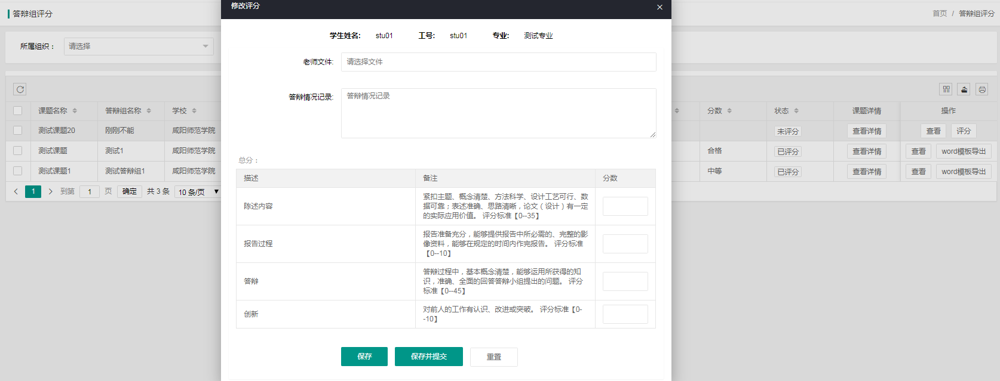 答辩组评分
首页 / 答辩组评分
所属组织：
请选择
课题名称 答辩组名称 学校
测试课题20 刚刚不能 咸阳师范学院
测试课题 测试1 咸阳师范学院
测试课题1 测试答辩组1 咸阳师范学院
1 到第 1 页 确定 共 3 条 10 条/页
修改评分
学生姓名: stu01 工号: stu01 专业: 测试专业
老师文件: 请选择文件
答辩情况记录: 答辩情况记录
总分：
描述 备注 分数
陈述内容
紧扣主题、概念清楚、方法科学、设计工艺可行、数
据可靠；表述准确、思路清晰，论文（设计）有一定
的实际应用价值。 评分标准【0--35】
报告过程
报告准备充分，能够提供报告中所必需的、完整的影
像资料，能够在规定的时间内作完报告。 评分标准
【0--10】
答辩
答辩过程中，基本概念清楚，能够运用所获得的知
识，准确、全面的回答答辩小组提出的问题。 评分
标准【0--45】
创新
对前人的工作有认识、改进或突破。 评分标准【0-
-10】
保存 保存并提交 重置
分数 状态 课题详情 操作
未评分 查看详情 查看 评分
合格 已评分 查看详情 查看 word模板导出
中等 已评分 查看详情 查看 word模板导出